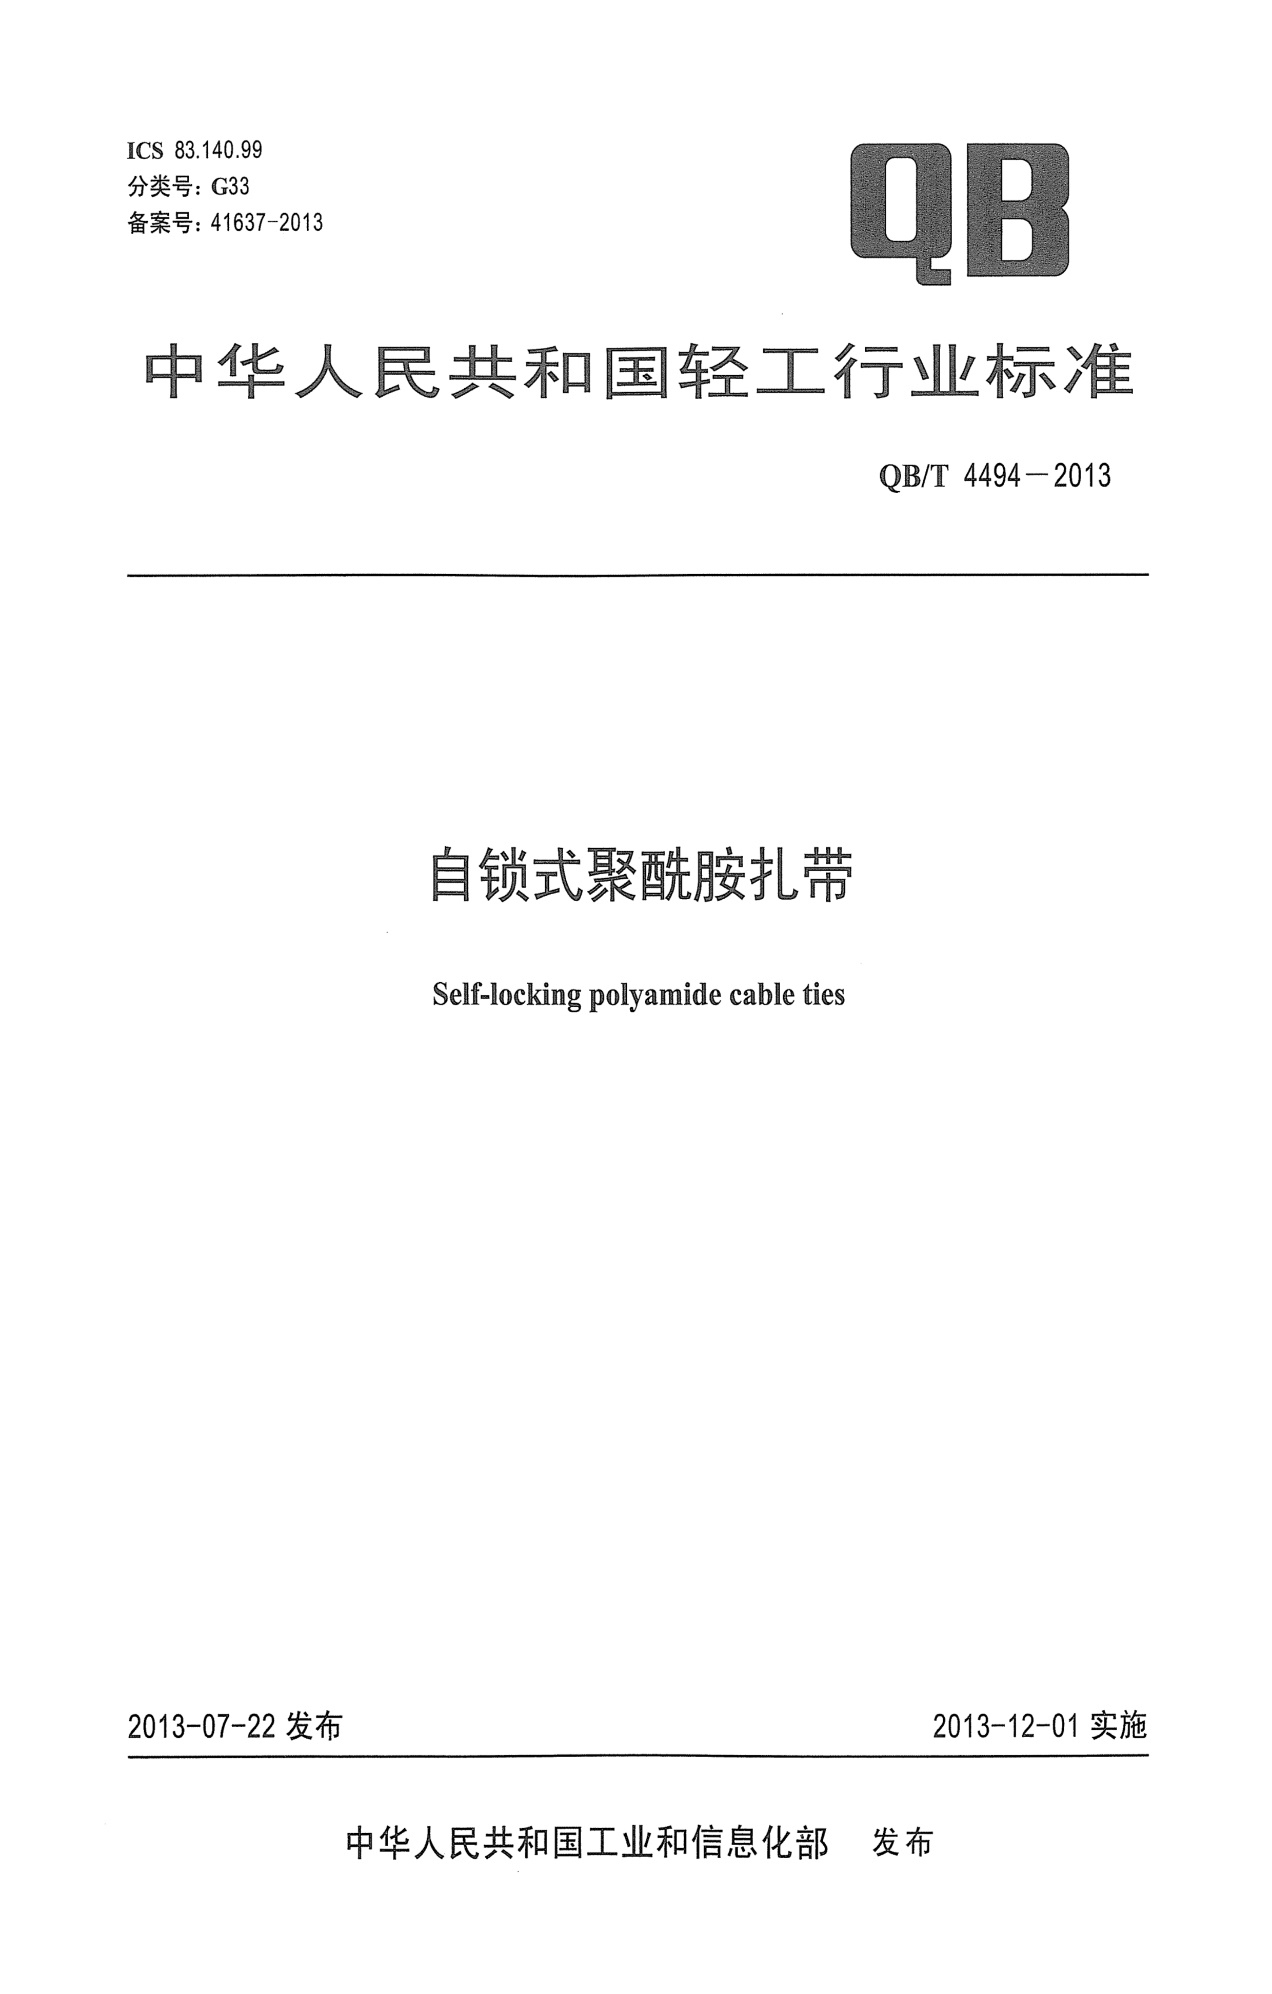 ICS 83.140.99
分类号：G33
备案号：41637-2013
QB
中华人民共和国轻工行业标准
QB/T 4494—2013
自锁式聚酰胺扎带
Self-locking polyamide cable ties
2013-07-22 发布
2013-12-01 实施
中华人民共和国工业和信息化部 发布